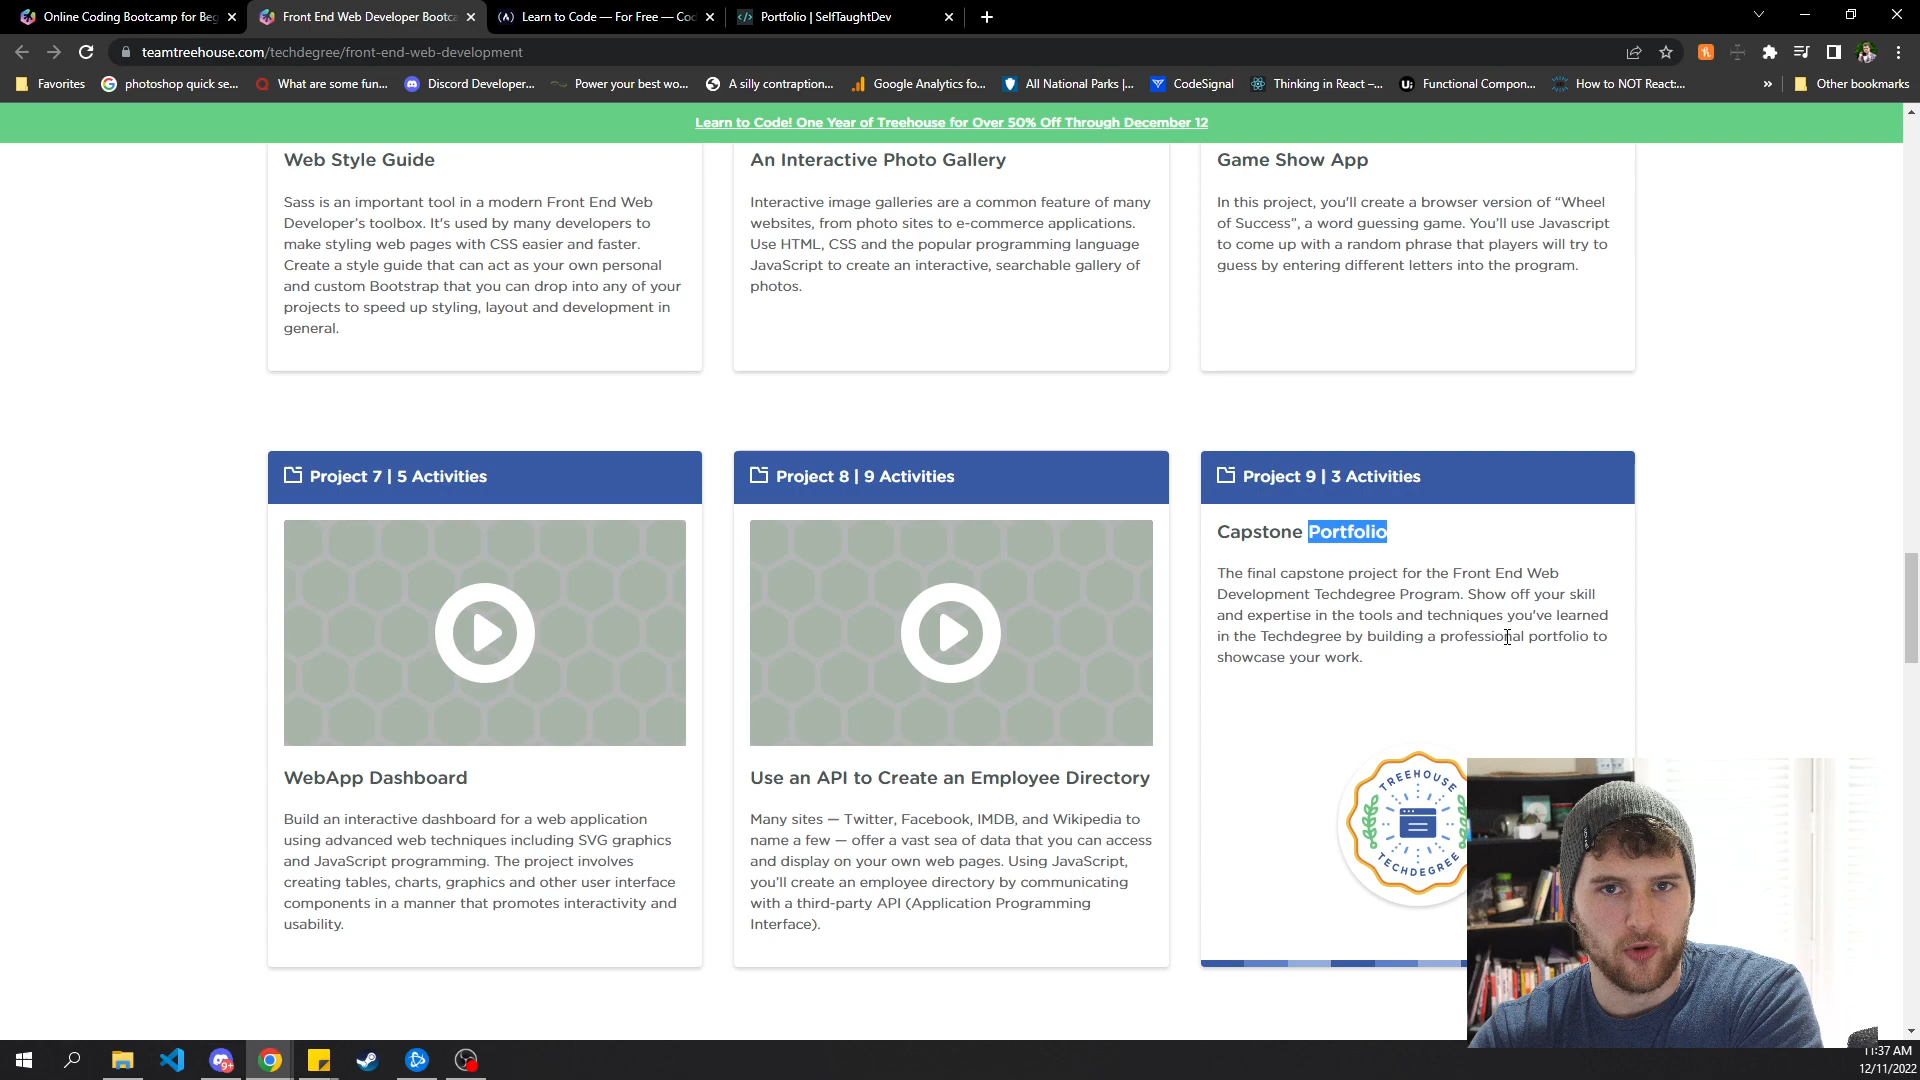 Online Coding Bootcamp for Beg
Front End Web Developer Bootca
Learn to Code — For Free — Cod
Portfolio | SelfTaughtDev
teamtreehouse.com/techdegree/front-end-web-development
Favorites
photoshop quick se...
What are some fun...
Discord Developer...
Power your best wo...
A silly contraption...
Google Analytics fo...
All National Parks |...
CodeSignal
Thinking in React –...
Functional Compon...
How to NOT React:...
»
Other bookmarks
Learn to Code! One Year of Treehouse for Over 50% Off Through December 12
Web Style Guide
Sass is an important tool in a modern Front End Web
Developer's toolbox. It's used by many developers to
make styling web pages with CSS easier and faster.
Create a style guide that can act as your own personal
and custom Bootstrap that you can drop into any of your
projects to speed up styling, layout and development in
general.
An Interactive Photo Gallery
Interactive image galleries are a common feature of many
websites, from photo sites to e-commerce applications.
Use HTML, CSS and the popular programming language
JavaScript to create an interactive, searchable gallery of
photos.
Game Show App
In this project, you'll create a browser version of “Wheel
of Success”, a word guessing game. You’ll use Javascript
to come up with a random phrase that players will try to
guess by entering different letters into the program.
Project 7 | 5 Activities
WebApp Dashboard
Build an interactive dashboard for a web application
using advanced web techniques including SVG graphics
and JavaScript programming. The project involves
creating tables, charts, graphics and other user interface
components in a manner that promotes interactivity and
usability.
Project 8 | 9 Activities
Use an API to Create an Employee Directory
Many sites — Twitter, Facebook, IMDB, and Wikipedia to
name a few — offer a vast sea of data that you can access
and display on your own web pages. Using JavaScript,
you’ll create an employee directory by communicating
with a third-party API (Application Programming
Interface).
Project 9 | 3 Activities
Capstone Portfolio
The final capstone project for the Front End Web
Development Techdegree Program. Show off your skill
and expertise in the tools and techniques you've learned
in the Techdegree by building a professional portfolio to
showcase your work.
TREEHOUSE
TECHDEGREE
9+
11:37 AM
12/11/2022